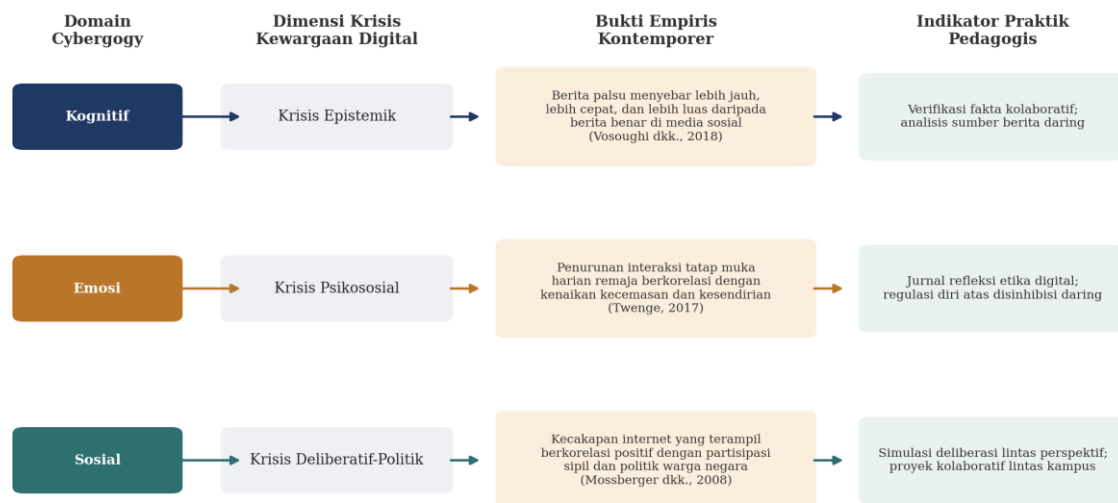 Domain
Cybergogy
Dimensi Krisis
Kewargaan Digital
Bukti Empiris
Kontemporer
Indikator Praktik
Pedagogis
Kognitif
Krisis Epistemik
Berita palsu menyebar lebih jauh,
lebih cepat, dan lebih luas daripada
berita benar di media sosial
(Vosoughi dkk., 2018)
Verifikasi fakta kolaboratif;
analisis sumber berita daring
Emosi
Krisis Psikososial
Penurunan interaksi tatap muka
harian remaja berkorelasi dengan
kenaikan kecemasan dan kesendirian
(Twenge, 2017)
Jurnal refleksi etika digital;
regulasi diri atas disinhibisi daring
Sosial
Krisis Deliberatif-Politik
Kecakapan internet yang terampil
berkorelasi positif dengan partisipasi
sipil dan politik warga negara
(Mossberger dkk., 2008)
Simulasi deliberasi lintas perspektif;
proyek kolaboratif lintas kampus